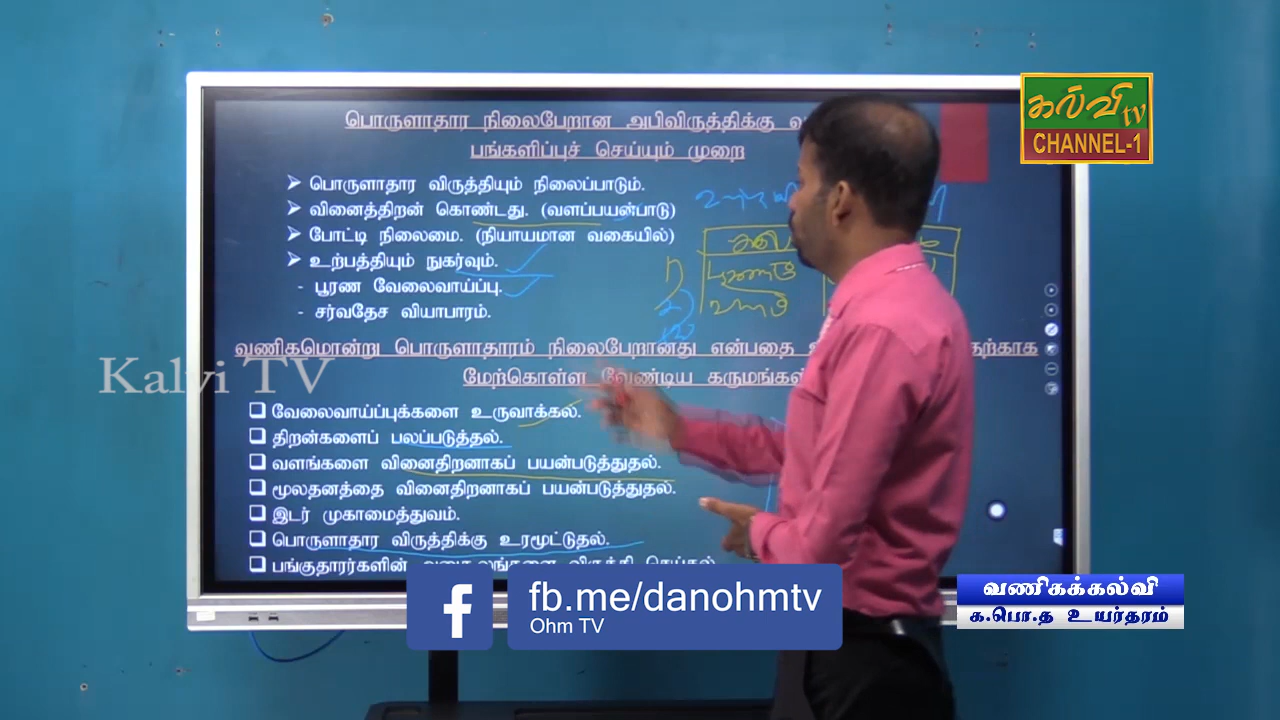 கல்வி tv
CHANNEL-1
பொருளாதார நிலைபேறான அபிவிருத்திக்கு
பங்களிப்புச் செய்யும் முறை
➢ பொருளாதார விருத்தியும் நிலைப்பாடும்.
➢ வினைத்திறன் கொண்டது. (வளப்பயன்பாடு)
➢ போட்டி நிலைமை. (நியாயமான வகையில்)
➢ உற்பத்தியும் நுகர்வும்.
- பூரண வேலைவாய்ப்பு.
- சர்வதேச வியாபாரம்.
வணிகமொன்று பொருளாதாரம் நிலைபேறானது என்பதை
மேற்கொள்ள வேண்டிய கருமங்கள்
Kalvi TV
❑ வேலைவாய்ப்புக்களை உருவாக்கல்.
❑ திறன்களைப் பலப்படுத்தல்.
❑ வளங்களை வினைதிறனாகப் பயன்படுத்துதல்.
❑ மூலதனத்தை வினைதிறனாகப் பயன்படுத்துதல்.
❑ இடர் முகாமைத்துவம்.
❑ பொருளாதார விருத்திக்கு உரமூட்டுதல்.
❑ பங்குதாரர்களின் விருத்தி செய்தல்
f fb.me/danohmtv
Ohm TV
வணிகக்கல்வி
க.பொ.த உயர்தரம்